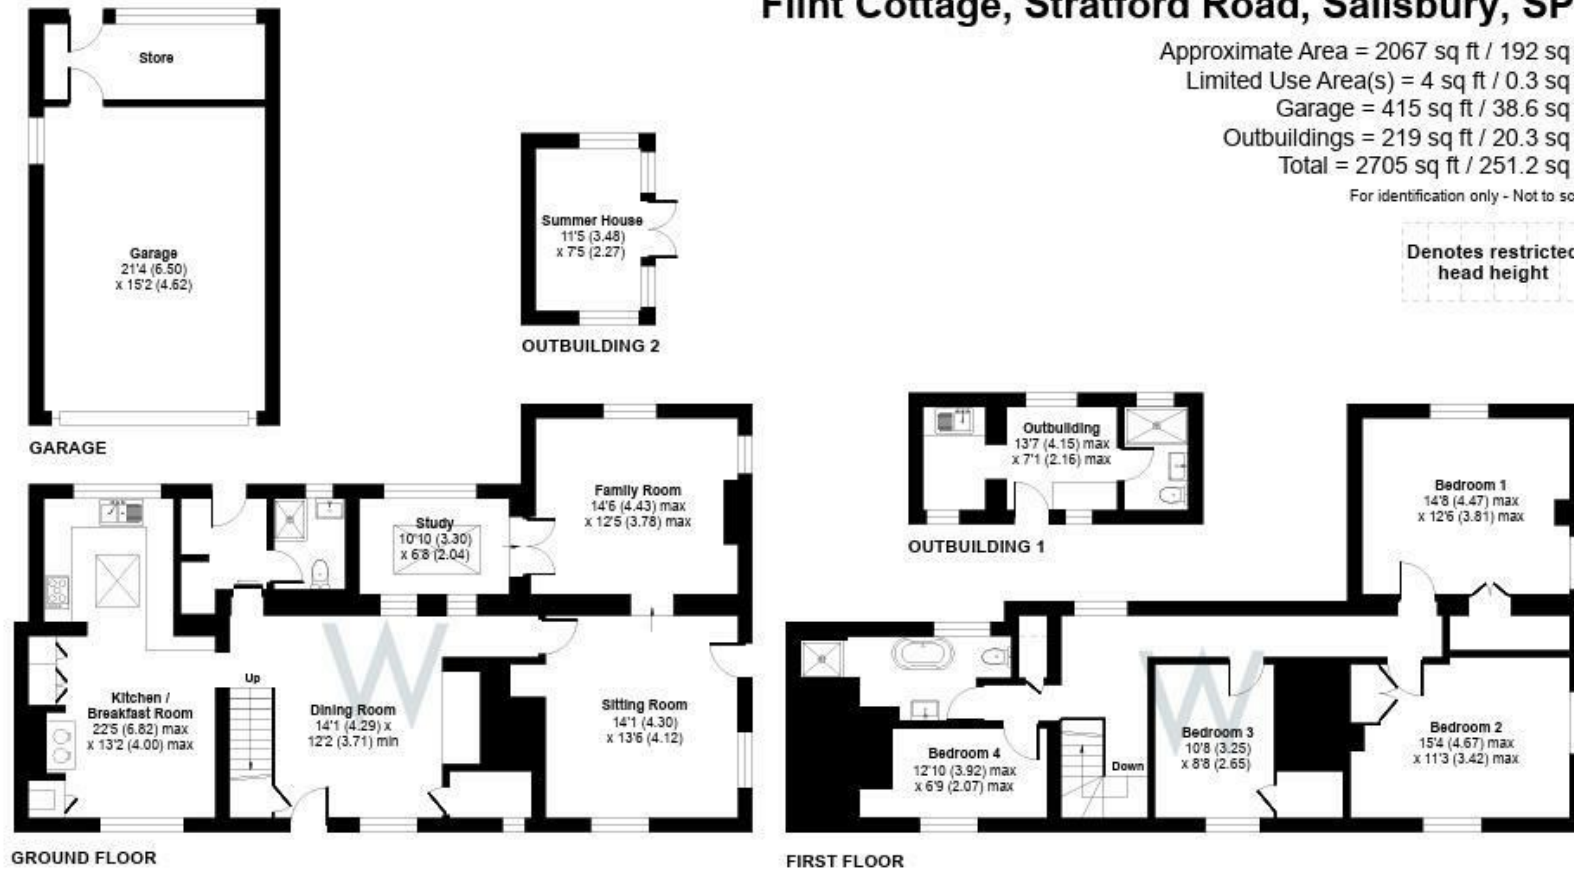 Flint Cottage, Stratford Road, Salisbury, SP
Approximate Area = 2067 sq ft / 192 sq
Limited Use Area(s) = 4 sq ft / 0.3 sq
Garage = 415 sq ft / 38.6 sq
Outbuildings = 219 sq ft / 20.3 sq
Total = 2705 sq ft / 251.2 sq
For identification only - Not to sc
Denotes restricted
head height
Store
Garage
21'4 (6.50)
x 15'2 (4.62)
GARAGE
Summer House
11'5 (3.48)
x 7'5 (2.27)
OUTBUILDING 2
Outbuilding
13'7 (4.15) max
x 7'1 (2.16) max
OUTBUILDING 1
Family Room
14'6 (4.43) max
x 12'5 (3.78) max
Study
10'10 (3.30)
x 6'8 (2.04)
Kitchen /
Breakfast Room
22'5 (6.82) max
x 13'2 (4.00) max
Up
Dining Room
14'1 (4.29) x
12'2 (3.71) min
Sitting Room
14'1 (4.30)
x 13'6 (4.12)
W
GROUND FLOOR
Bedroom 1
14'8 (4.47) max
x 12'6 (3.81) max
Bedroom 2
15'4 (4.67) max
x 11'3 (3.42) max
Bedroom 3
10'8 (3.25)
x 8'8 (2.65)
Bedroom 4
12'10 (3.92) max
x 6'9 (2.07) max
Down
W
FIRST FLOOR